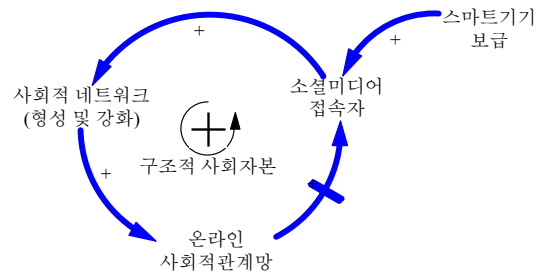 스마트기기
보급
+
+
소셜미디어
접속자
사회적 네트워크
(형성 및 강화)
+
구조적 사회자본
+
온라인
사회적관계망